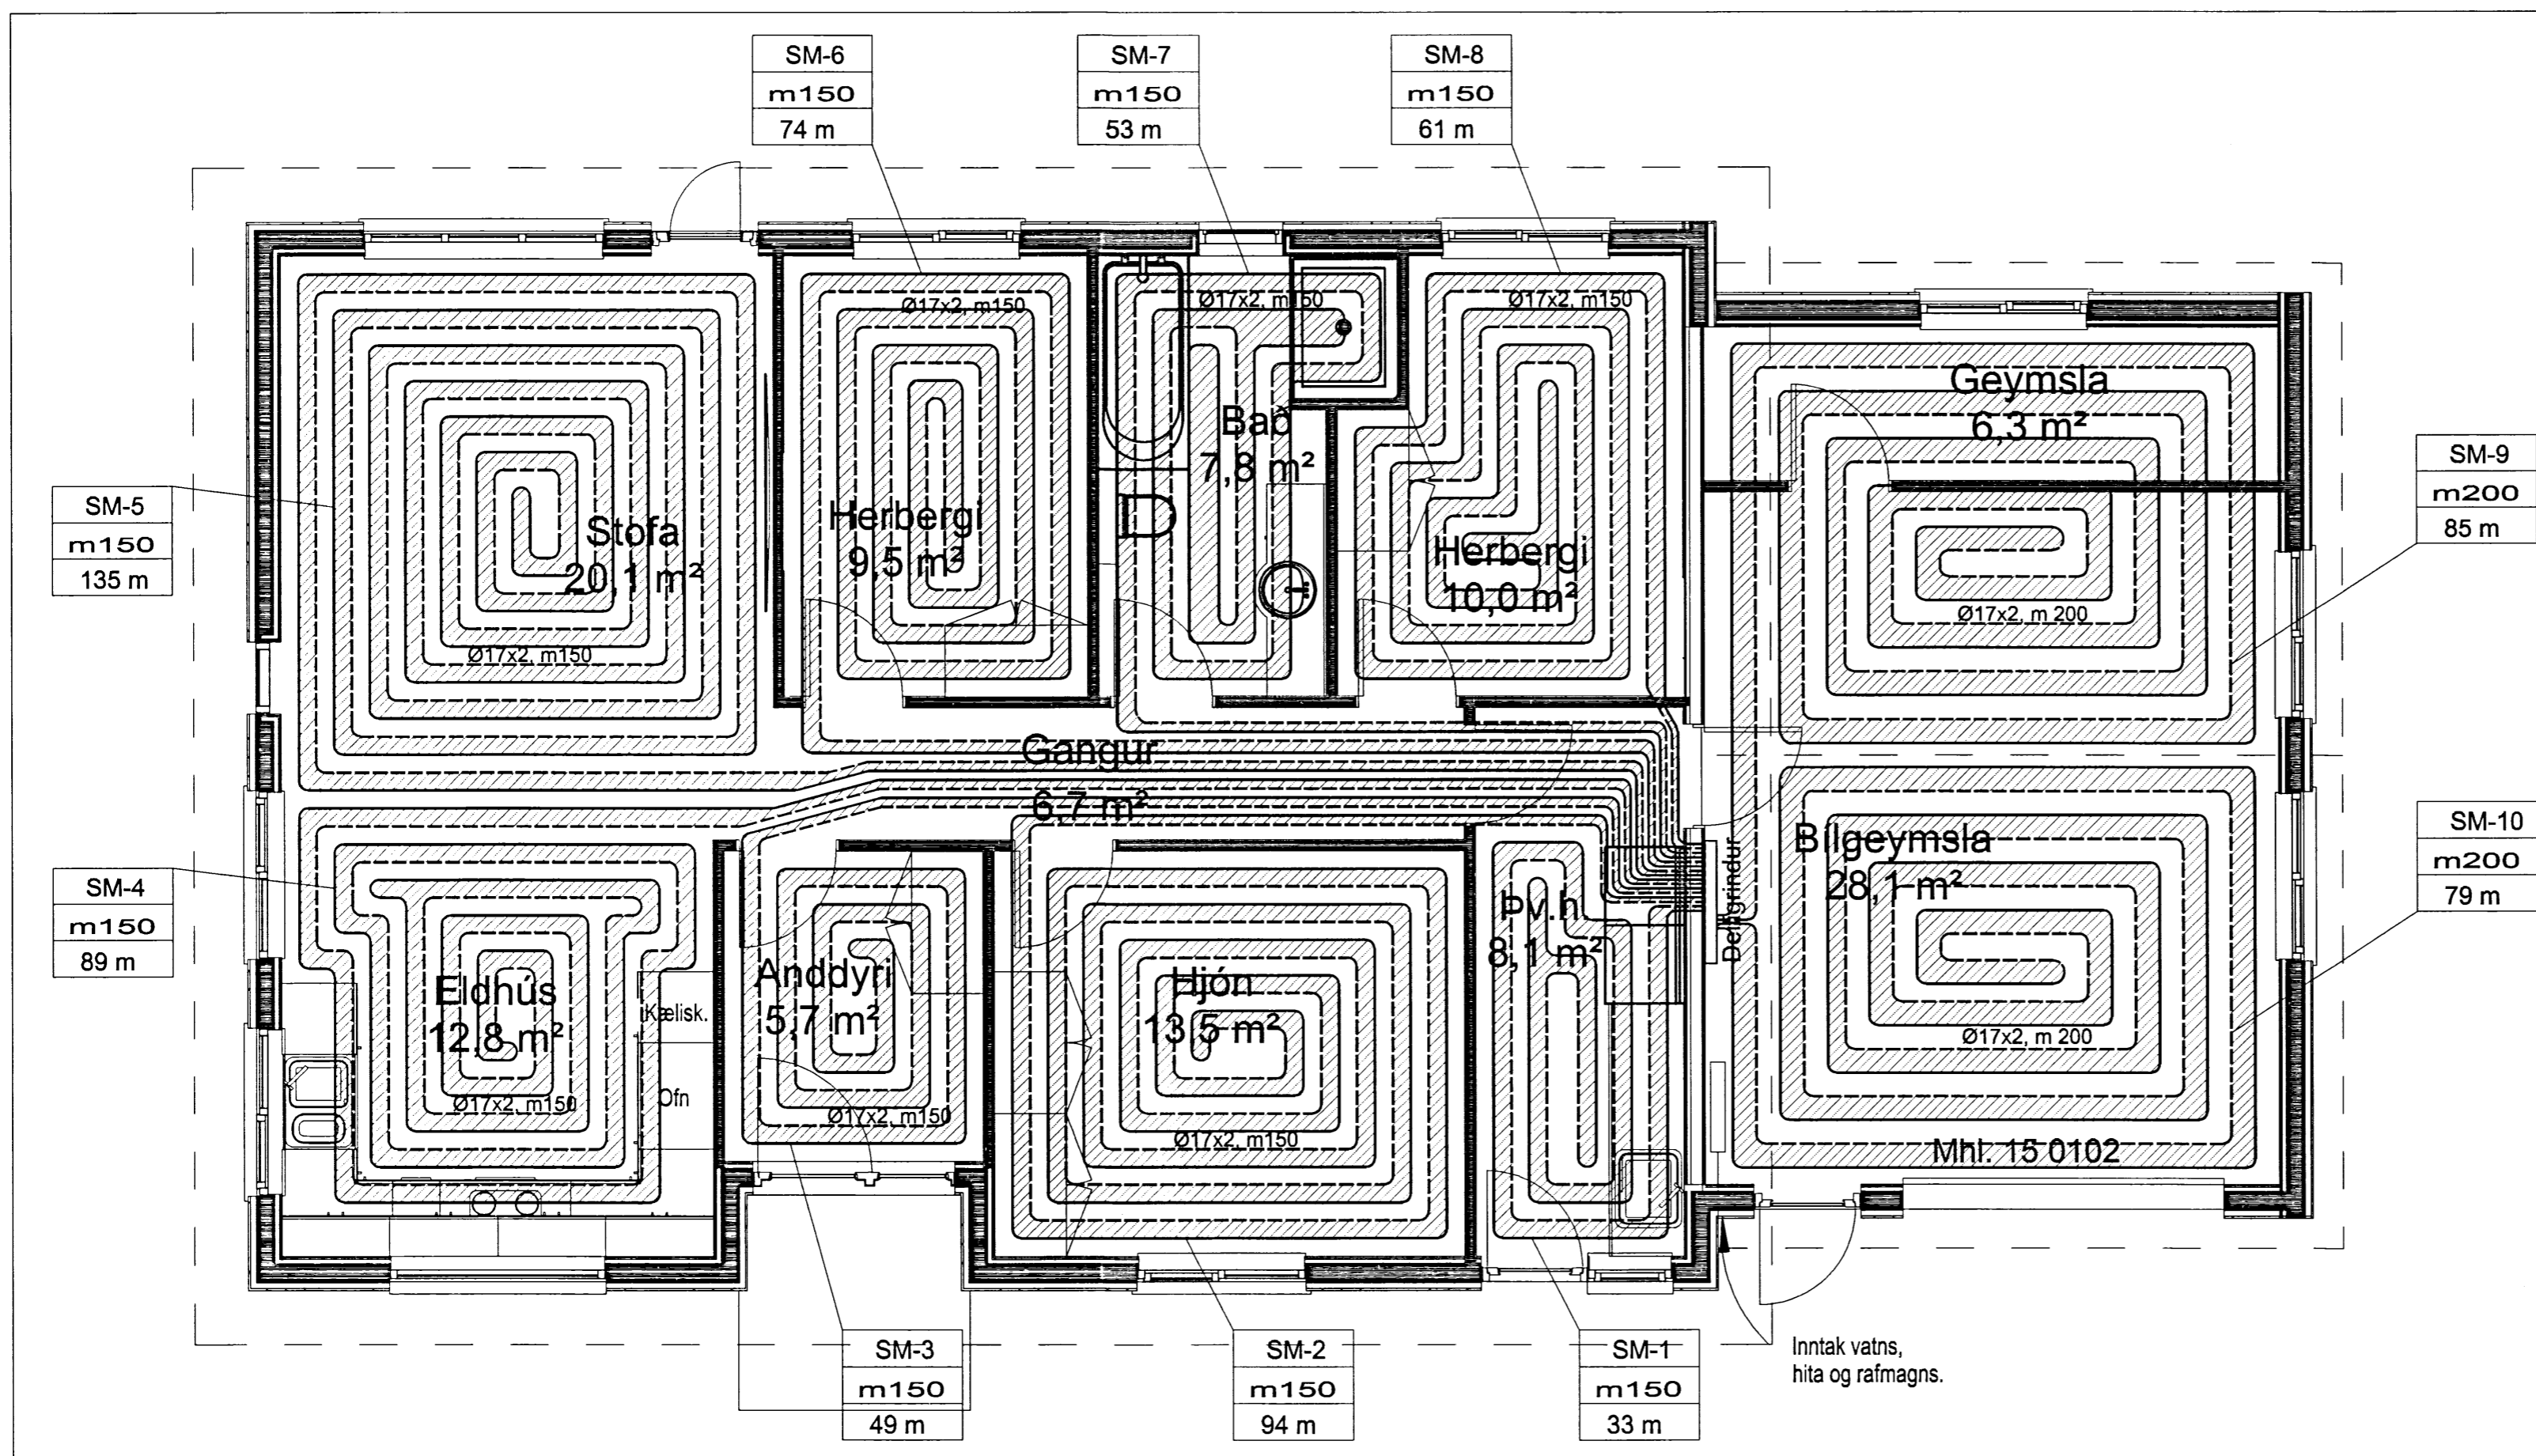 SM-6
m150
74 m
SM-7
m150
53 m
SM-8
m150
61 m
Ø17x2, m150
Ø17x2, m150
Ø17x2, m150
Geymsla
6,3 m²
Bað
7,8 m²
SM-9
m200
85 m
SM-5
m150
135 m
Stofa
20,1 m²
Herbergi
9,5 m²
Herbergi
10,0 m²
Ø17x2, m 200
Ø17x2, m150
Gangur
6,7 m²
SM-10
m200
79 m
Bílgeymsla
28,1 m²
Deiligrindur
SM-4
m150
89 m
Þv.h.
8,1 m²
Eldhús
12,8 m²
Kælisk.
Ofn
Anddyri
5,7 m²
Hjón
13,5 m²
Ø17x2, m 200
Ø17x2, m150
Ø17x2, m150
Ø17x2, m150
Mhl. 15 0102
SM-3
m150
49 m
SM-2
m150
94 m
SM-1
m150
33 m
Inntak vatns,
hita og rafmagns.